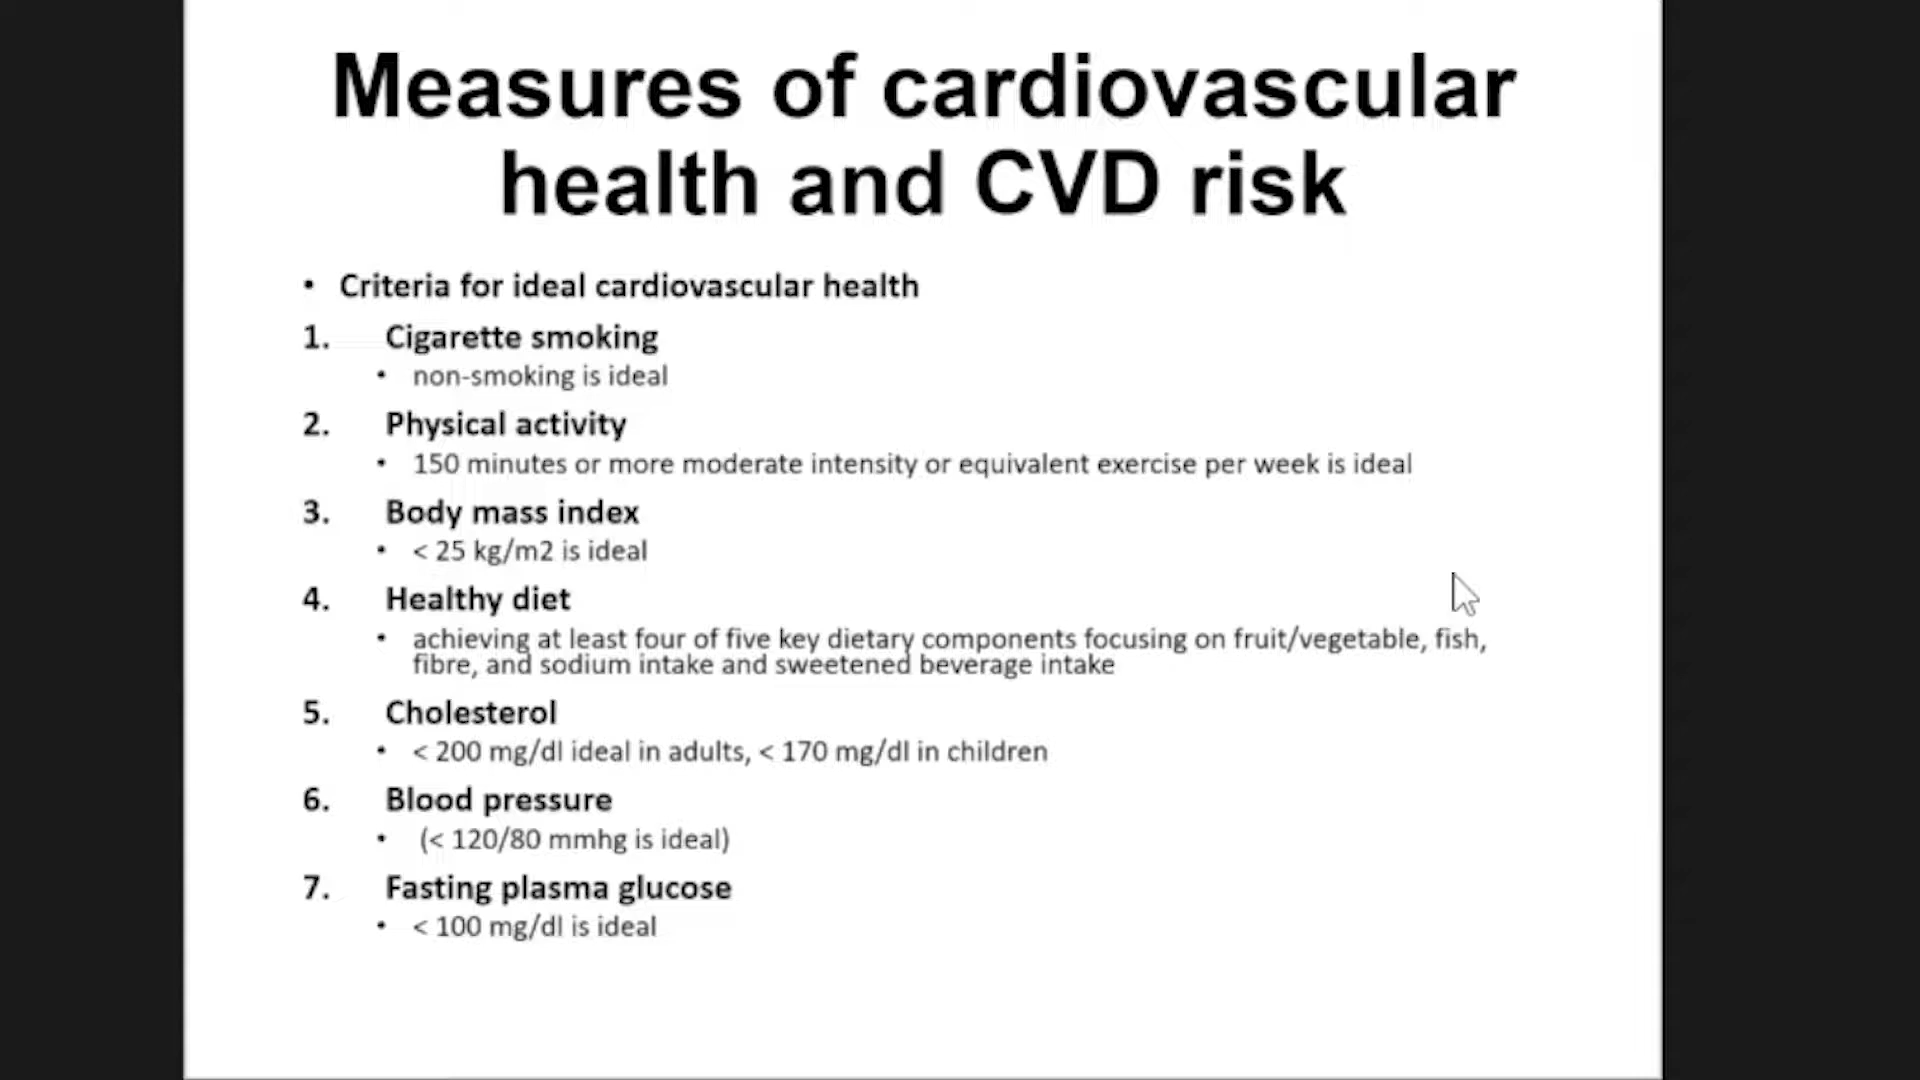 Measures of cardiovascular
health and CVD risk
• Criteria for ideal cardiovascular health
1. Cigarette smoking
• non-smoking is ideal
2. Physical activity
• 150 minutes or more moderate intensity or equivalent exercise per week is ideal
3. Body mass index
• < 25 kg/m2 is ideal
4. Healthy diet
• achieving at least four of five key dietary components focusing on fruit/vegetable, fish,
fibre, and sodium intake and sweetened beverage intake
5. Cholesterol
• < 200 mg/dl ideal in adults, < 170 mg/dl in children
6. Blood pressure
• (< 120/80 mmhg is ideal)
7. Fasting plasma glucose
• < 100 mg/dl is ideal